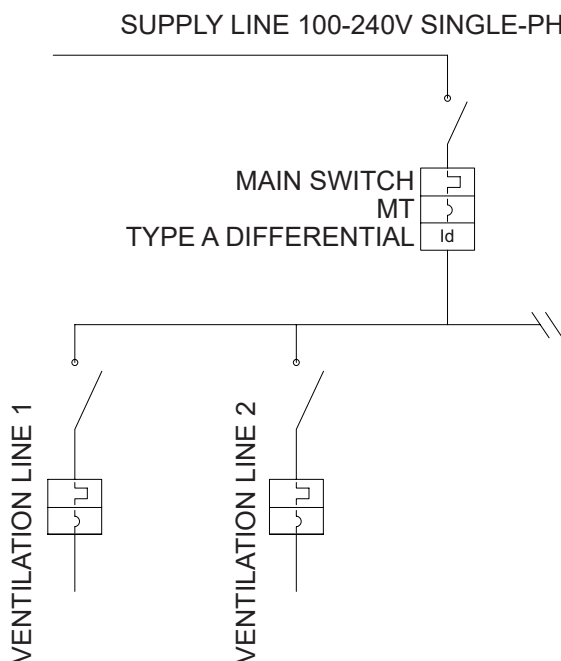 SUPPLY LINE 100-240V SINGLE-PH
MAIN SWITCH
MT
TYPE A DIFFERENTIAL
Id
VENTILATION LINE 1
VENTILATION LINE 2